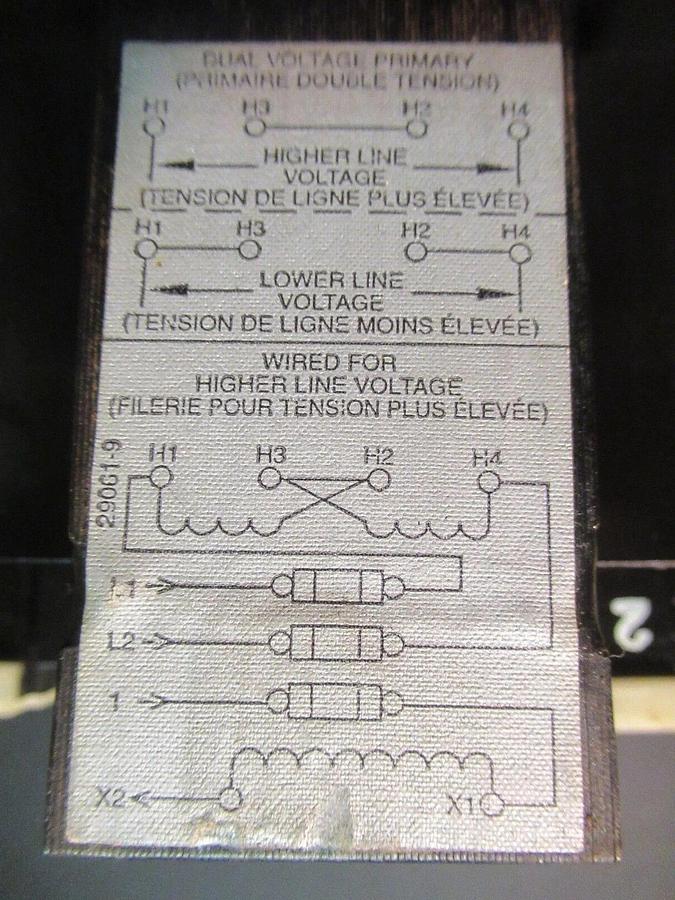 DUAL VOLTAGE PRIMARY
(PRIMAIRE DOUBLE TENSION)
H1 H3 H2 H4
HIGHER LINE
VOLTAGE
(TENSION DE LIGNE PLUS ÉLEVÉE)
H1 H3 H2 H4
LOWER LINE
VOLTAGE
(TENSION DE LIGNE MOINS ÉLEVÉE)
WIRED FOR
HIGHER LINE VOLTAGE
(FILERIE POUR TENSION PLUS ÉLEVÉE)
29061-9
H1 H3 H2 H4
L1
L2
1
X2 X1
2